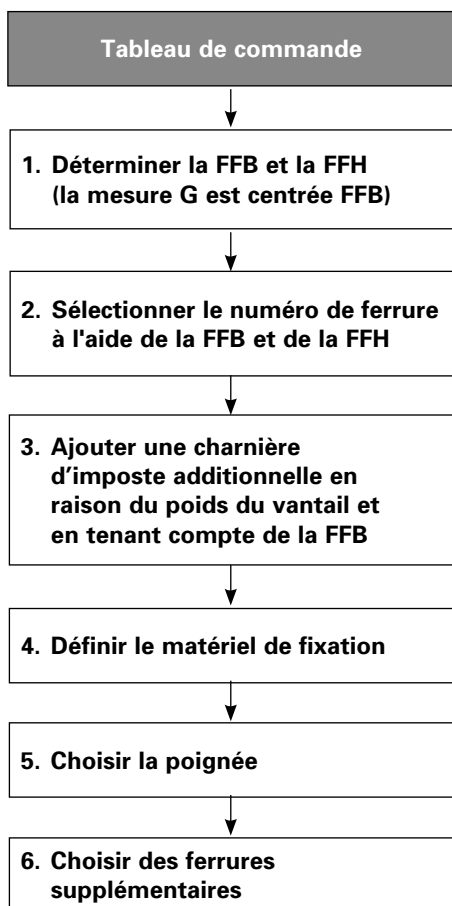 Tableau de commande
1. Déterminer la FFB et la FFH
(la mesure G est centrée FFB)
2. Sélectionner le numéro de ferrure
à l'aide de la FFB et de la FFH
3. Ajouter une charnière
d’imposte additionnelle en
raison du poids du vantail et
en tenant compte de la FFB
4. Définir le matériel de fixation
5. Choisir la poignée
6. Choisir des ferrures
supplémentaires